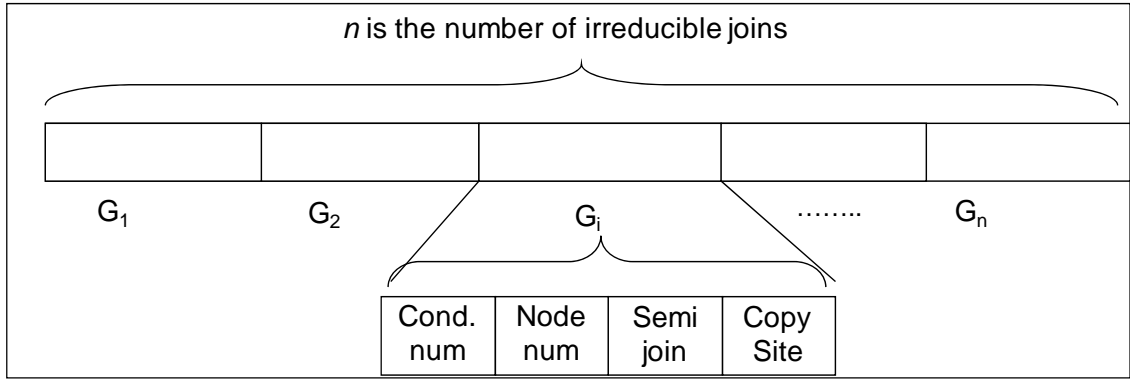 n is the number of irreducible joins
G1 G2 Gi …….. Gn
Cond. Node Semi Copy
num num join Site